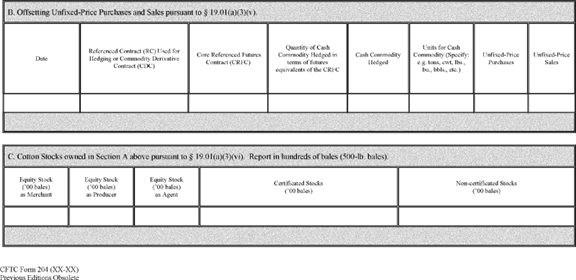 B. Offsetting Unfixed-Price Purchases and Sales pursuant to § 19.01(a)(3)(v).
Date
Referenced Contract (RC) Used for
Hedging or Commodity Derivative
Contract (CDC)
Core Referenced Futures
Contract (CRFC)
Quantity of Cash
Commodity Hedged in
terms of futures
equivalents of the CRFC
Cash Commodity
Hedged
Units for Cash
Commodity (Specify:
e.g. tons, cwt, lbs.,
bu., bbls., etc.)
Unfixed-Price
Purchases
Unfixed-Price
Sales
C. Cotton Stocks owned in Section A above pursuant to § 19.01(a)(3)(vi). Report in hundreds of bales (500-lb. bales).
Equity Stock
('00 bales)
as Merchant
Equity Stock
('00 bales)
as Producer
Equity Stock
('00 bales)
as Agent
Certificated Stocks
('00 bales)
Non-certificated Stocks
('00 bales)
CFTC Form 204 (XX-XX)
Previous Editions Obsolete